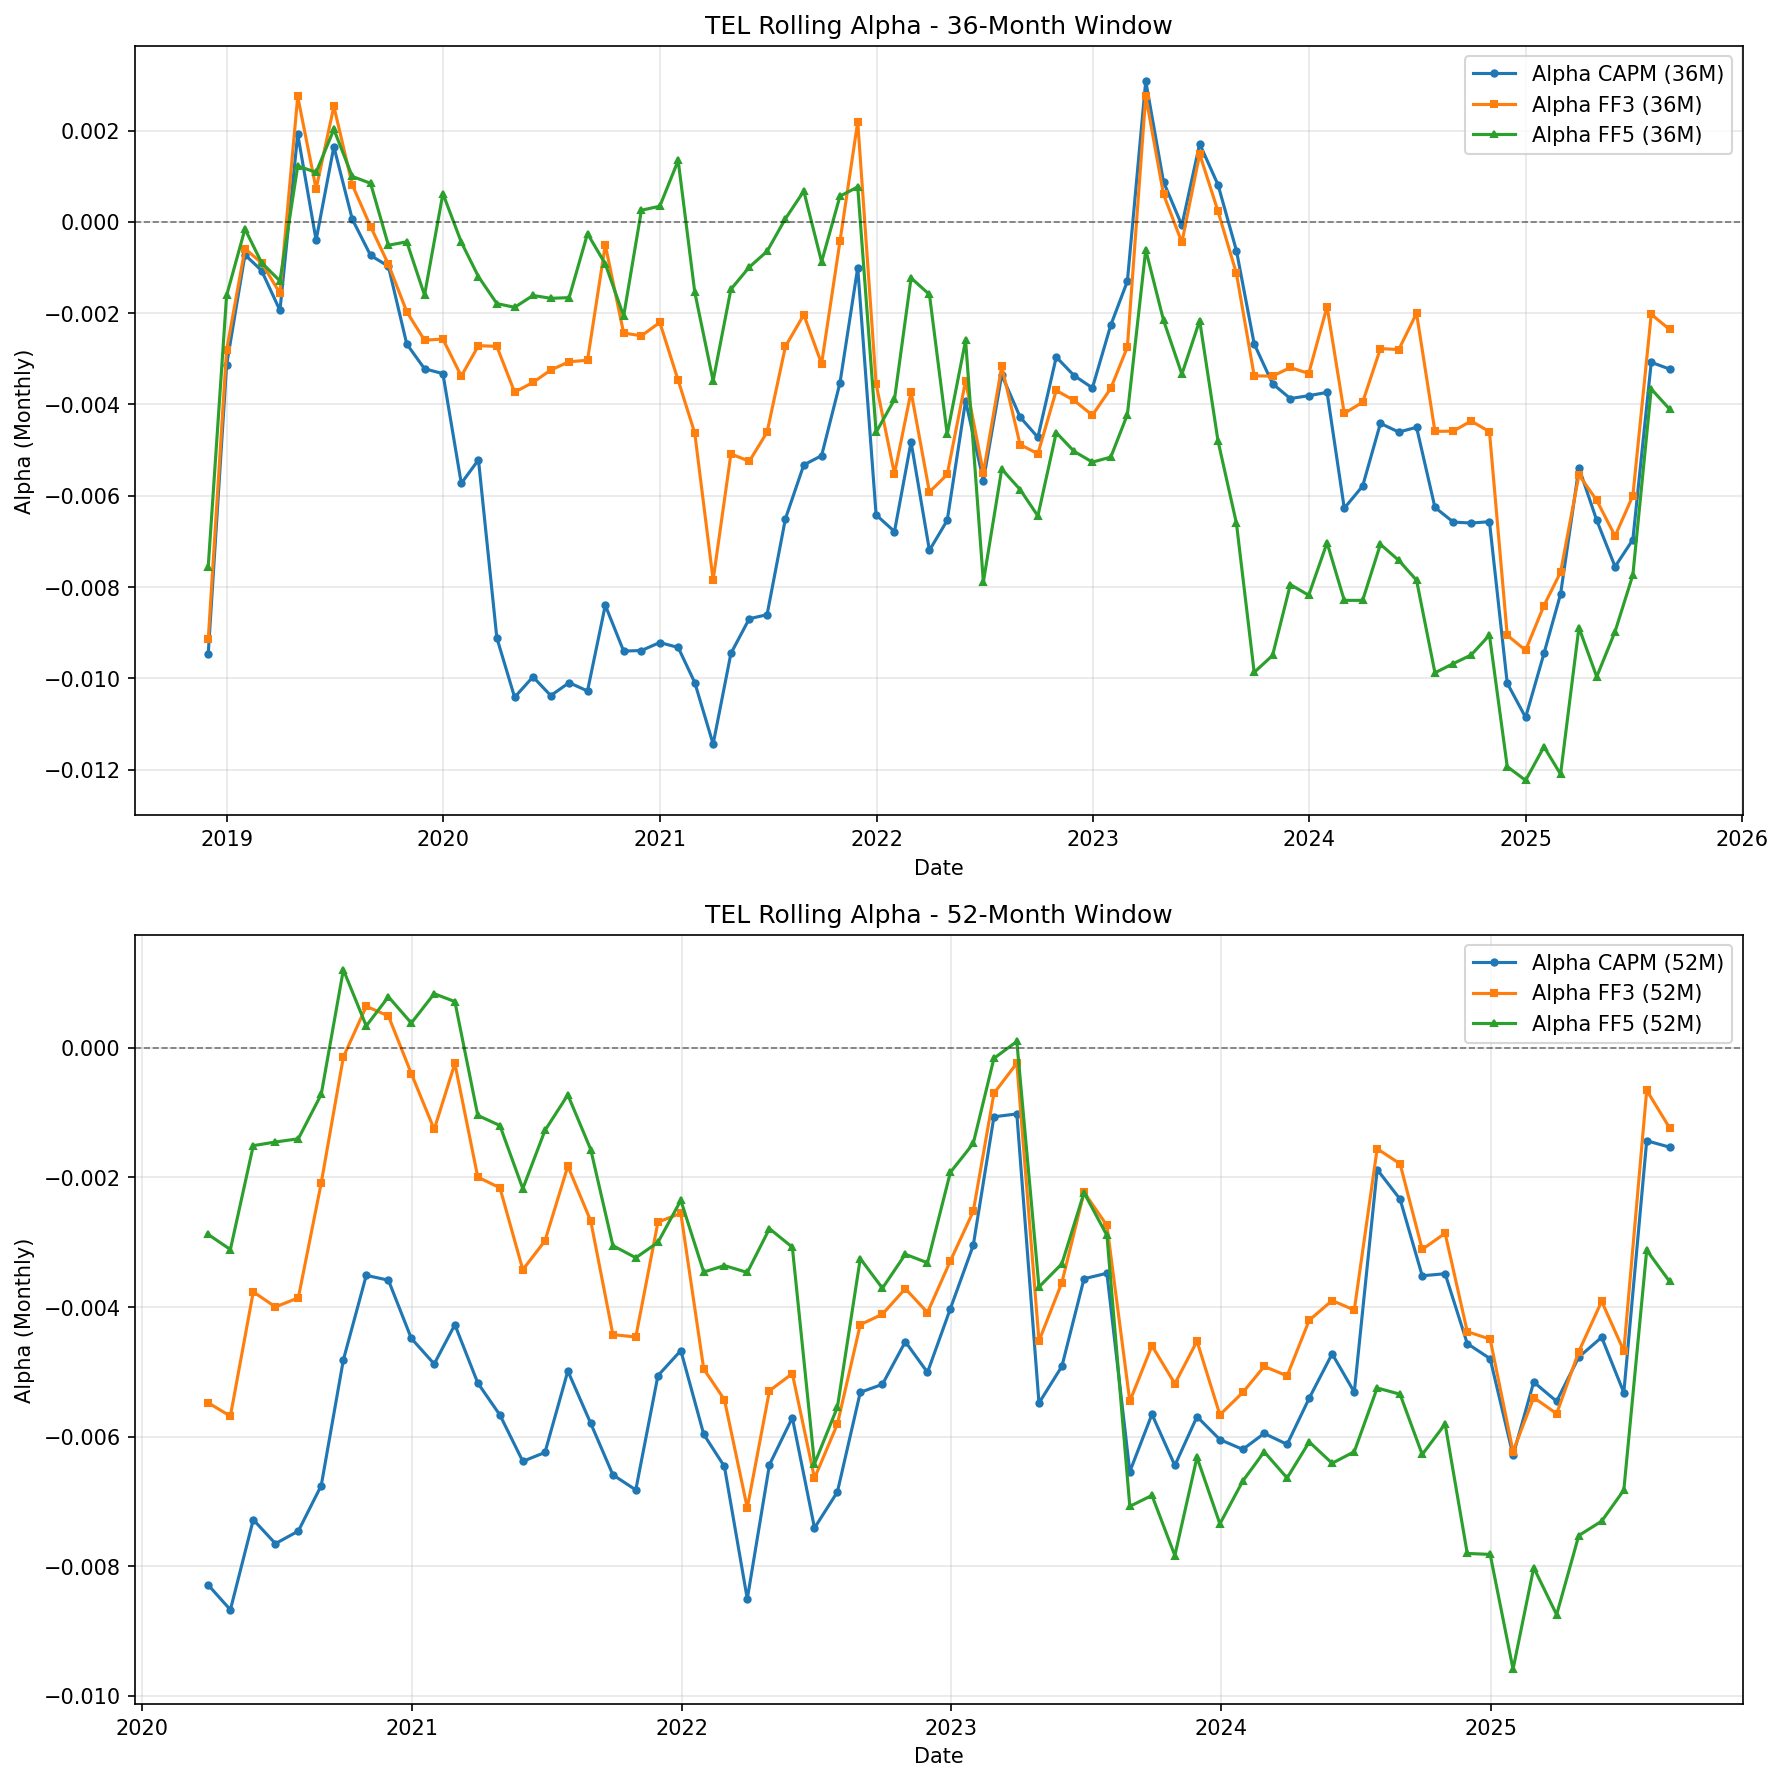 TEL Rolling Alpha - 36-Month Window
Alpha CAPM (36M)
Alpha FF3 (36M)
Alpha FF5 (36M)
0.002
0.000
−0.002
−0.004
−0.006
−0.008
−0.010
−0.012
Alpha (Monthly)
2019 2020 2021 2022 2023 2024 2025 2026
Date
TEL Rolling Alpha - 52-Month Window
Alpha CAPM (52M)
Alpha FF3 (52M)
Alpha FF5 (52M)
0.000
−0.002
−0.004
−0.006
−0.008
−0.010
Alpha (Monthly)
2020 2021 2022 2023 2024 2025
Date